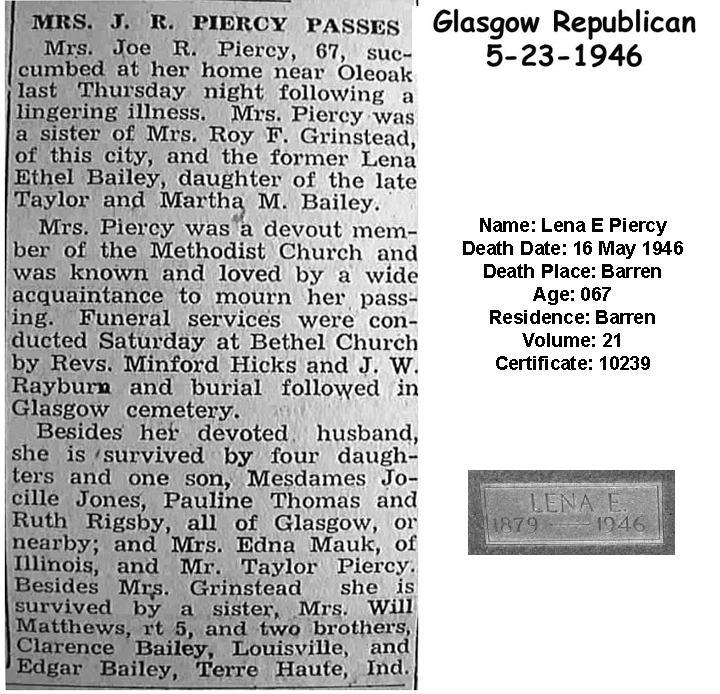 MRS. J. R. PIERCY PASSES
Mrs. Joe R. Piercy, 67, suc-
cumbed at her home near Oleoak
last Thursday night following a
lingering illness. Mrs. Piercy was
a sister of Mrs. Roy F. Grinstead,
of this city, and the former Lena
Ethel Bailey, daughter of the late
Taylor and Martha M. Bailey.
Mrs. Piercy was a devout mem-
ber of the Methodist Church and
was known and loved by a wide
acquaintance to mourn her pass-
ing. Funeral services were con-
ducted Saturday at Bethel Church
by Revs. Minford Hicks and J. W.
Rayburn and burial followed in
Glasgow cemetery.
Besides her devoted husband,
she is survived by four daugh-
ters and one son, Mesdames Jo-
cille Jones, Pauline Thomas and
Ruth Rigsby, all of Glasgow, or
nearby; and Mrs. Edna Mauk, of
Illinois, and Mr. Taylor Piercy.
Besides Mrs. Grinstead she is
survived by a sister, Mrs. Will
Matthews, rt 5, and two brothers,
Clarence Bailey, Louisville, and
Edgar Bailey, Terre Haute, Ind.
Glasgow Republican
5-23-1946
Name: Lena E Piercy
Death Date: 16 May 1946
Death Place: Barren
Age: 067
Residence: Barren
Volume: 21
Certificate: 10239
LENA E.
1879 — 1946